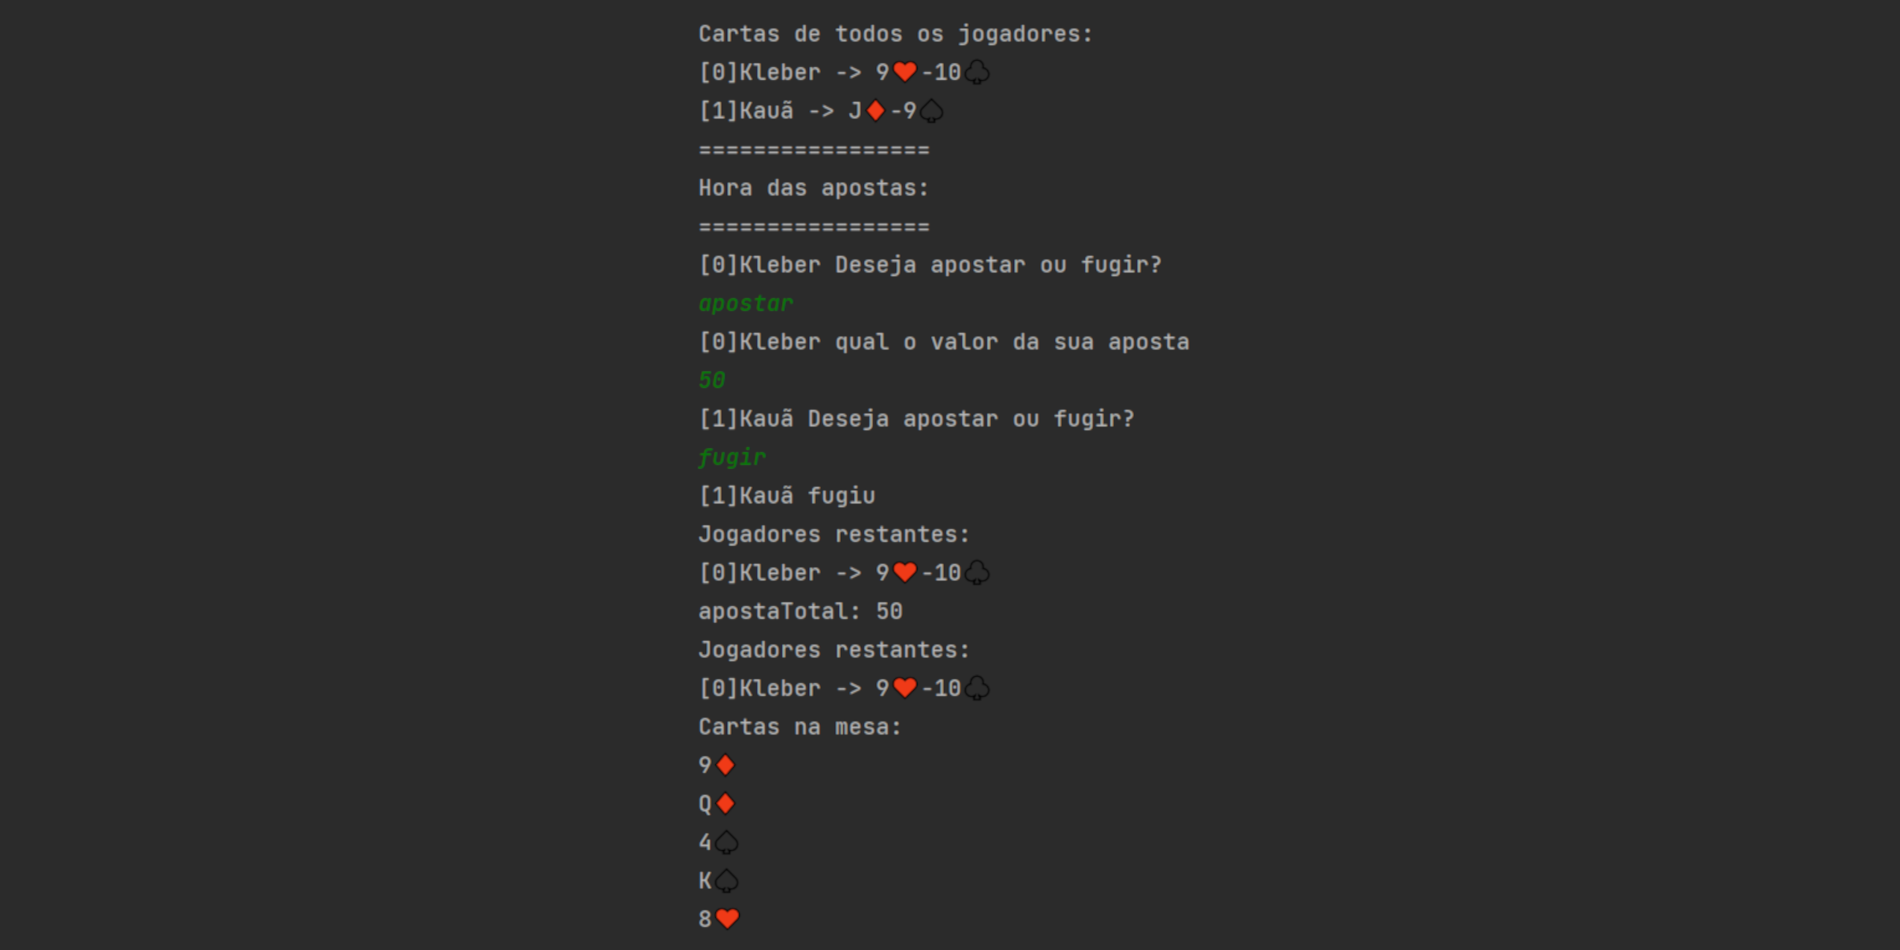 Cartas de todos os jogadores:
[0]Kleber -> 9♥-10♣
[1]Kauã -> J♦-9♠
=================
Hora das apostas:
=================
[0]Kleber Deseja apostar ou fugir?
apostar
[0]Kleber qual o valor da sua aposta
50
[1]Kauã Deseja apostar ou fugir?
fugir
[1]Kauã fugiu
Jogadores restantes:
[0]Kleber -> 9♥-10♣
apostaTotal: 50
Jogadores restantes:
[0]Kleber -> 9♥-10♣
Cartas na mesa:
9♦
Q♦
4♠
K♠
8♥